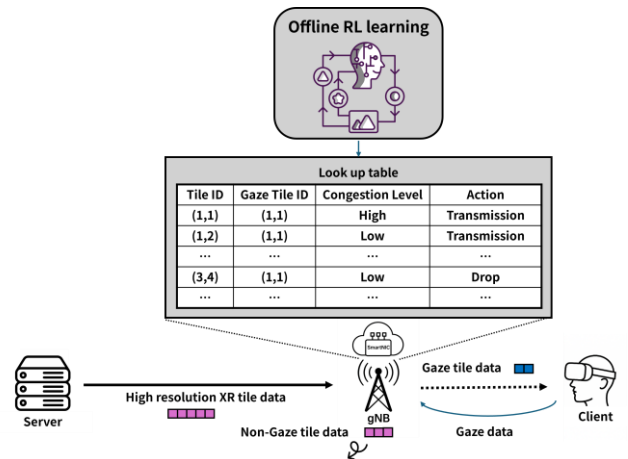 Offline RL learning
Look up table
Tile ID Gaze Tile ID Congestion Level Action
(1,1) (1,1) High Transmission
(1,2) (1,1) Low Transmission
... ... ... ...
(3,4) (1,1) Low Drop
... ... ... ...
SmartNIC
Gaze tile data
High resolution XR tile data
Server
gNB
Client
Non-Gaze tile data
Gaze data